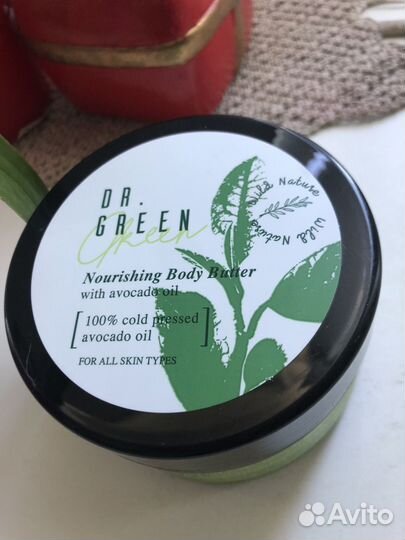 DR.
GREEN
Green
Wild Nature Wild Nature
Nourishing Body Butter
with avocado oil
[100% cold pressed
avocado oil]
FOR ALL SKIN TYPES
Avito